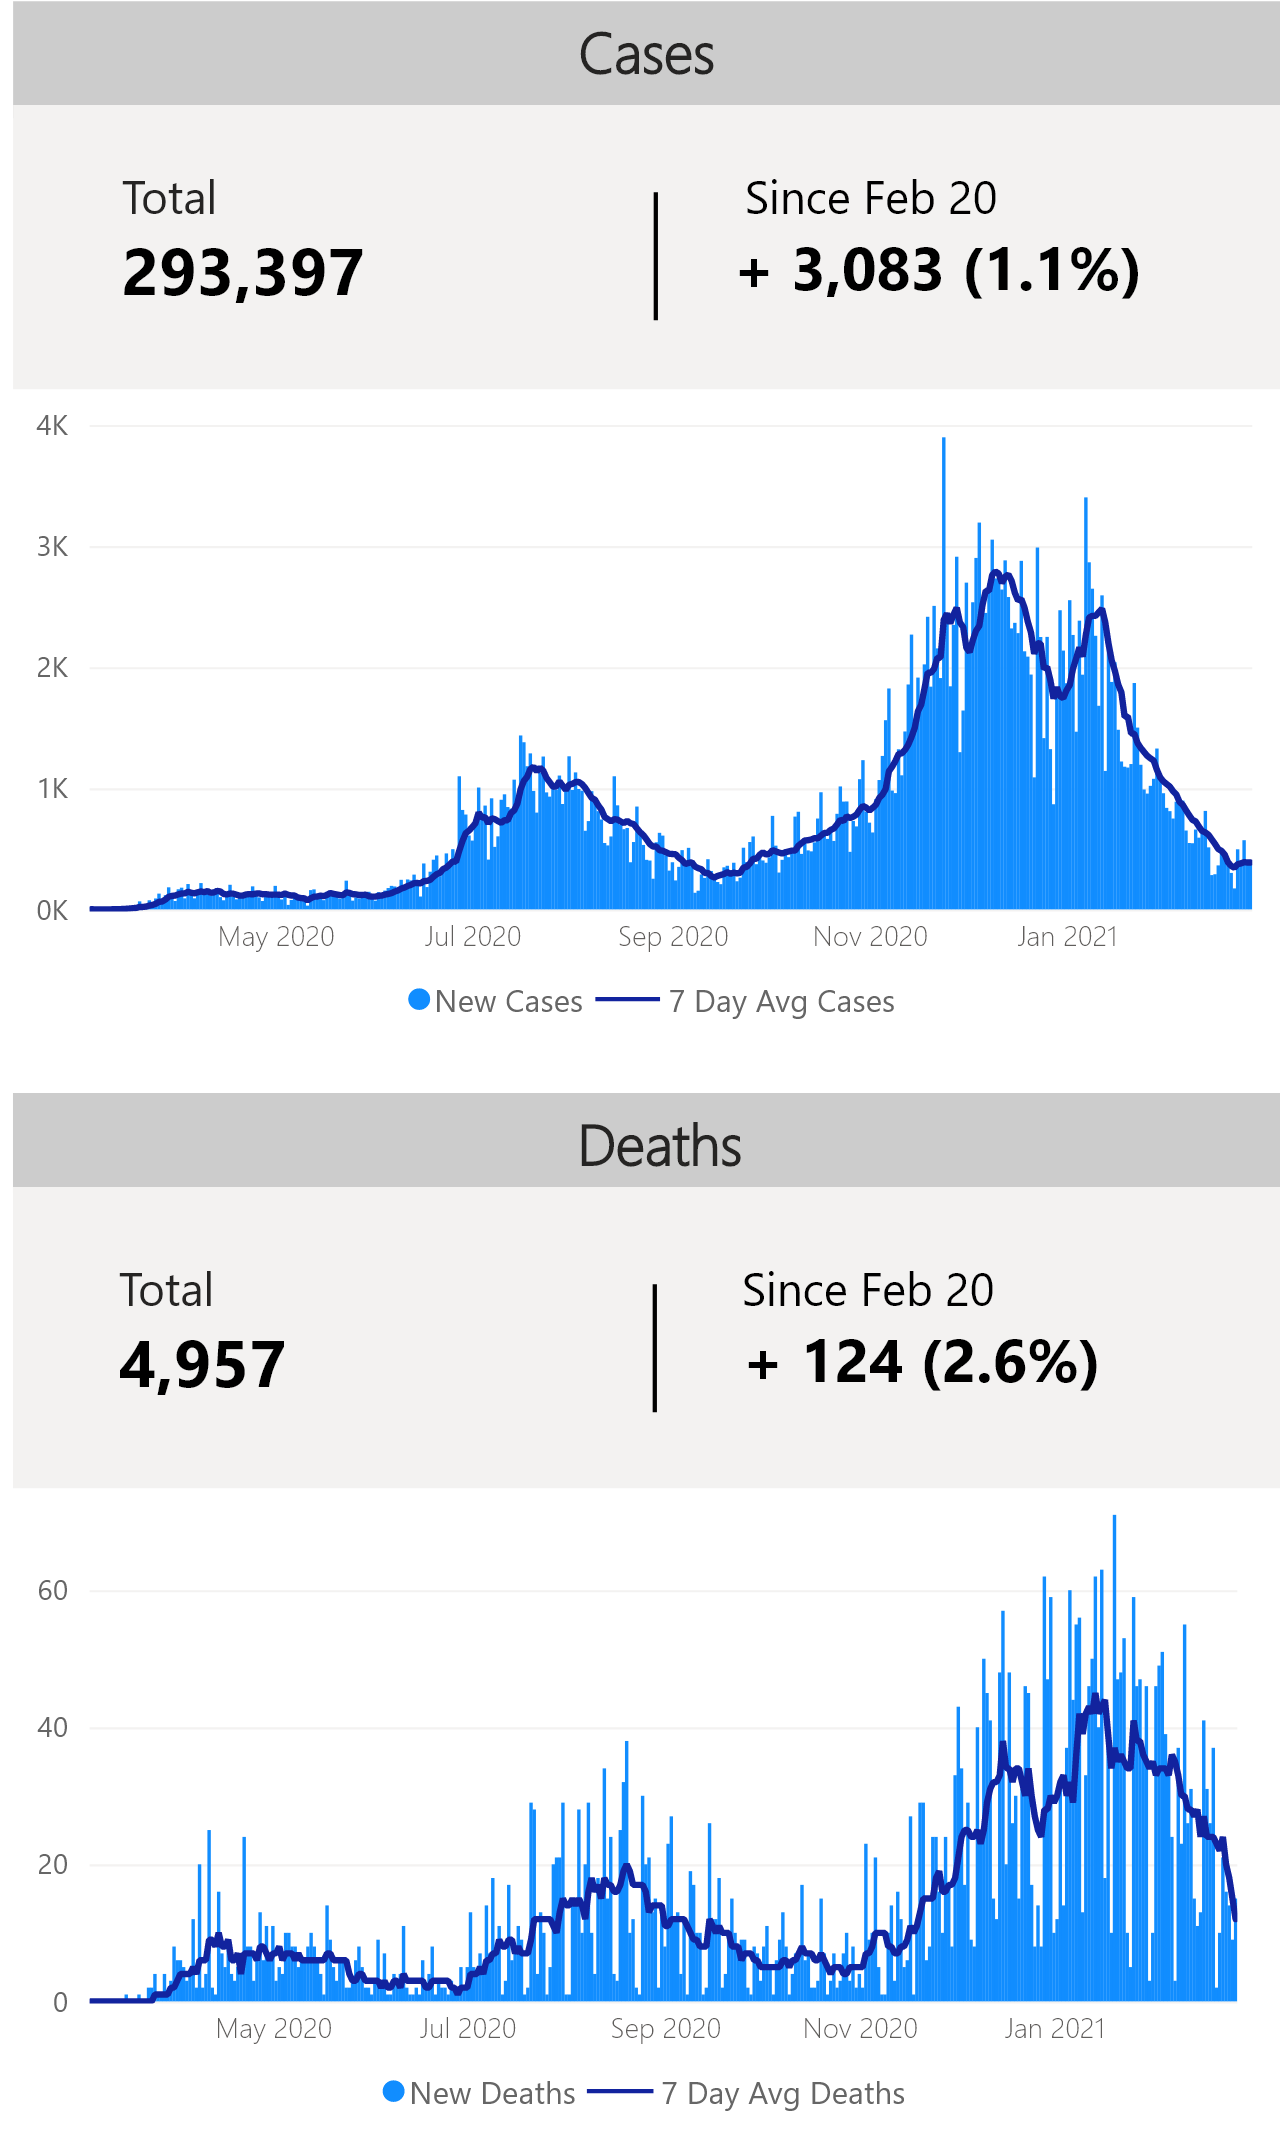 Cases
Total
Since Feb 20
293,397
+ 3,083 (1.1%)
4K
3K
2K
1K
0K
May 2020
Jul 2020
Sep 2020
Nov 2020
Jan 2021
New Cases
7 Day Avg Cases
Deaths
Total
Since Feb 20
4,957
+ 124 (2.6%)
60
40
20
0
May 2020
Jul 2020
Sep 2020
Nov 2020
Jan 2021
New Deaths
7 Day Avg Deaths